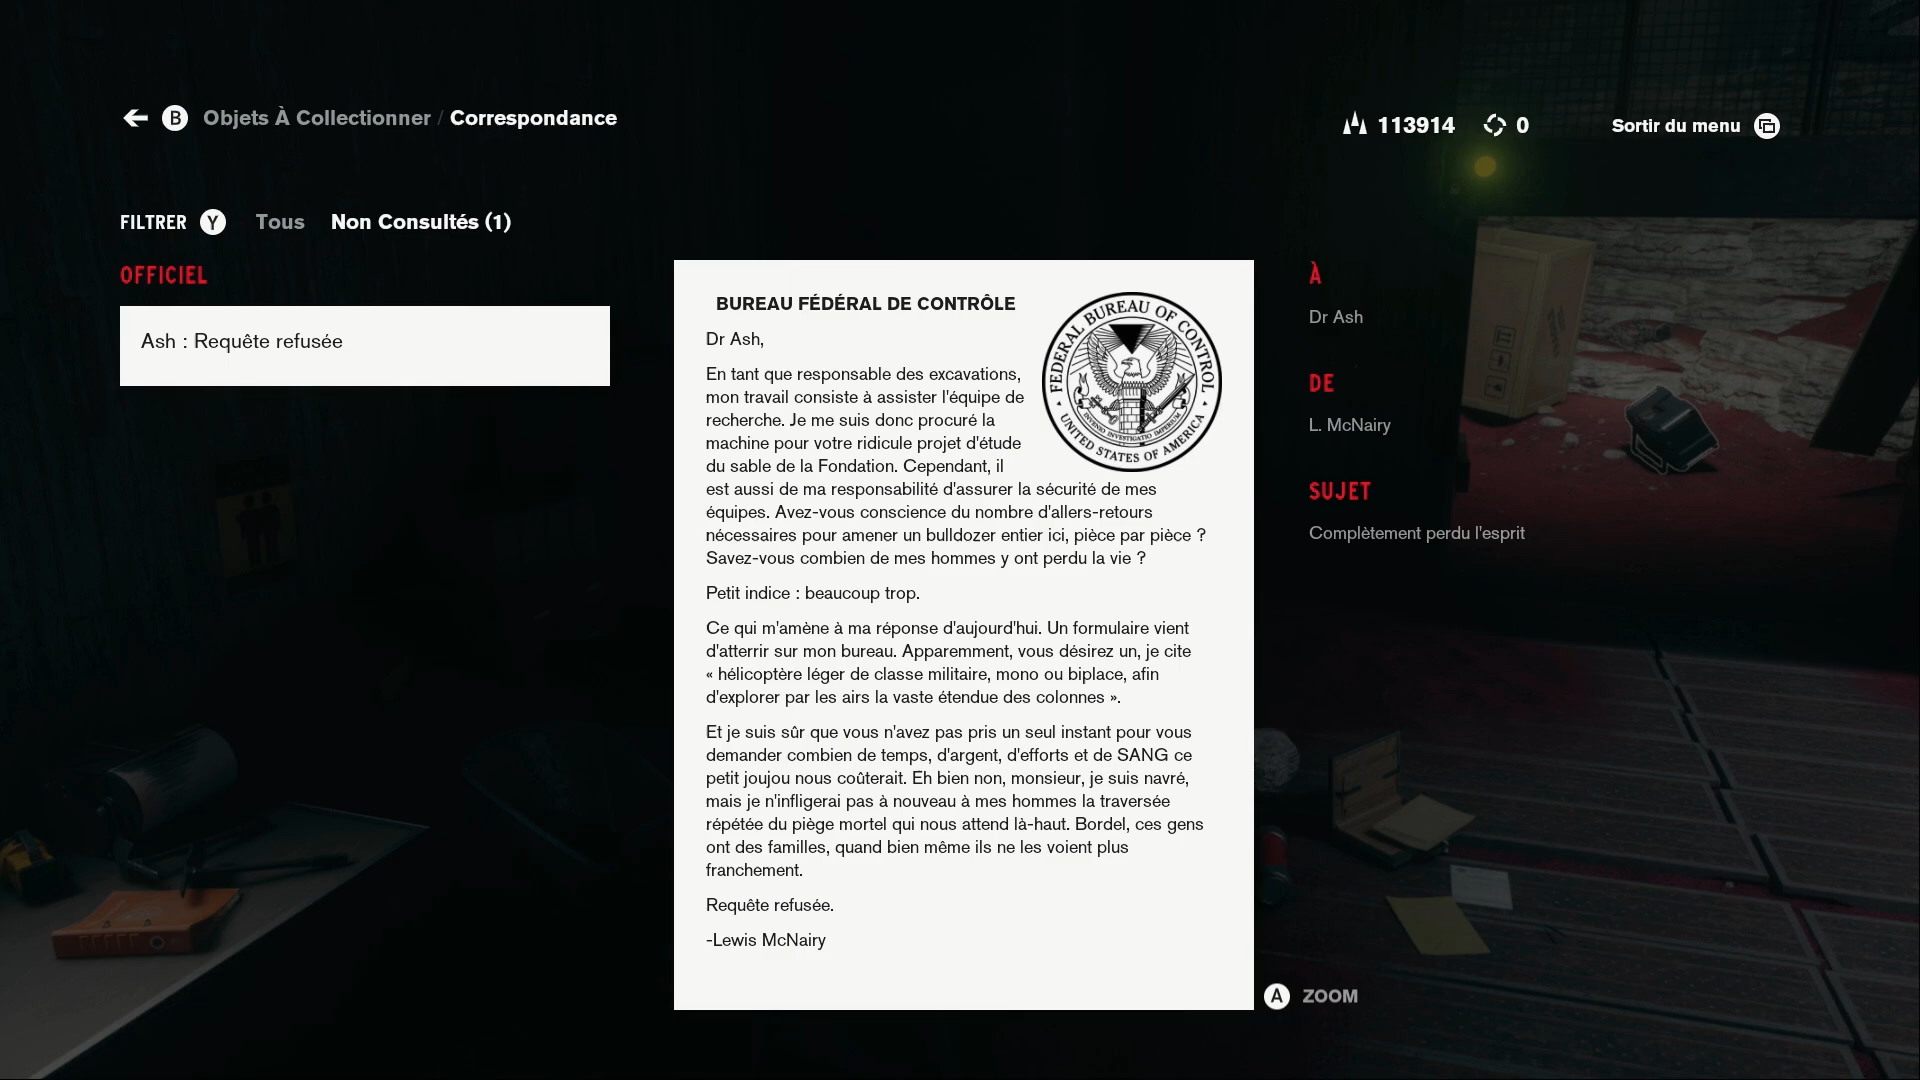 B Objets À Collectionner / Correspondance
113914 0 Sortir du menu
FILTRER Y Tous Non Consultés (1)
OFFICIEL
Ash : Requête refusée
BUREAU FÉDÉRAL DE CONTRÔLE
FEDERAL BUREAU OF CONTROL
INVENIO INVESTIGATIO IMPERIUM
UNITED STATES OF AMERICA
Dr Ash,
En tant que responsable des excavations,
mon travail consiste à assister l'équipe de
recherche. Je me suis donc procuré la
machine pour votre ridicule projet d'étude
du sable de la Fondation. Cependant, il
est aussi de ma responsabilité d'assurer la sécurité de mes
équipes. Avez-vous conscience du nombre d'allers-retours
nécessaires pour amener un bulldozer entier ici, pièce par pièce ?
Savez-vous combien de mes hommes y ont perdu la vie ?
Petit indice : beaucoup trop.
Ce qui m'amène à ma réponse d'aujourd'hui. Un formulaire vient
d'atterrir sur mon bureau. Apparemment, vous désirez un, je cite
« hélicoptère léger de classe militaire, mono ou biplace, afin
d'explorer par les airs la vaste étendue des colonnes ».
Et je suis sûr que vous n'avez pas pris un seul instant pour vous
demander combien de temps, d'argent, d'efforts et de SANG ce
petit joujou nous coûterait. Eh bien non, monsieur, je suis navré,
mais je n'infligerai pas à nouveau à mes hommes la traversée
répétée du piège mortel qui nous attend là-haut. Bordel, ces gens
ont des familles, quand bien même ils ne les voient plus
franchement.
Requête refusée.
-Lewis McNairy
À
Dr Ash
DE
L. McNairy
SUJET
Complètement perdu l'esprit
A ZOOM